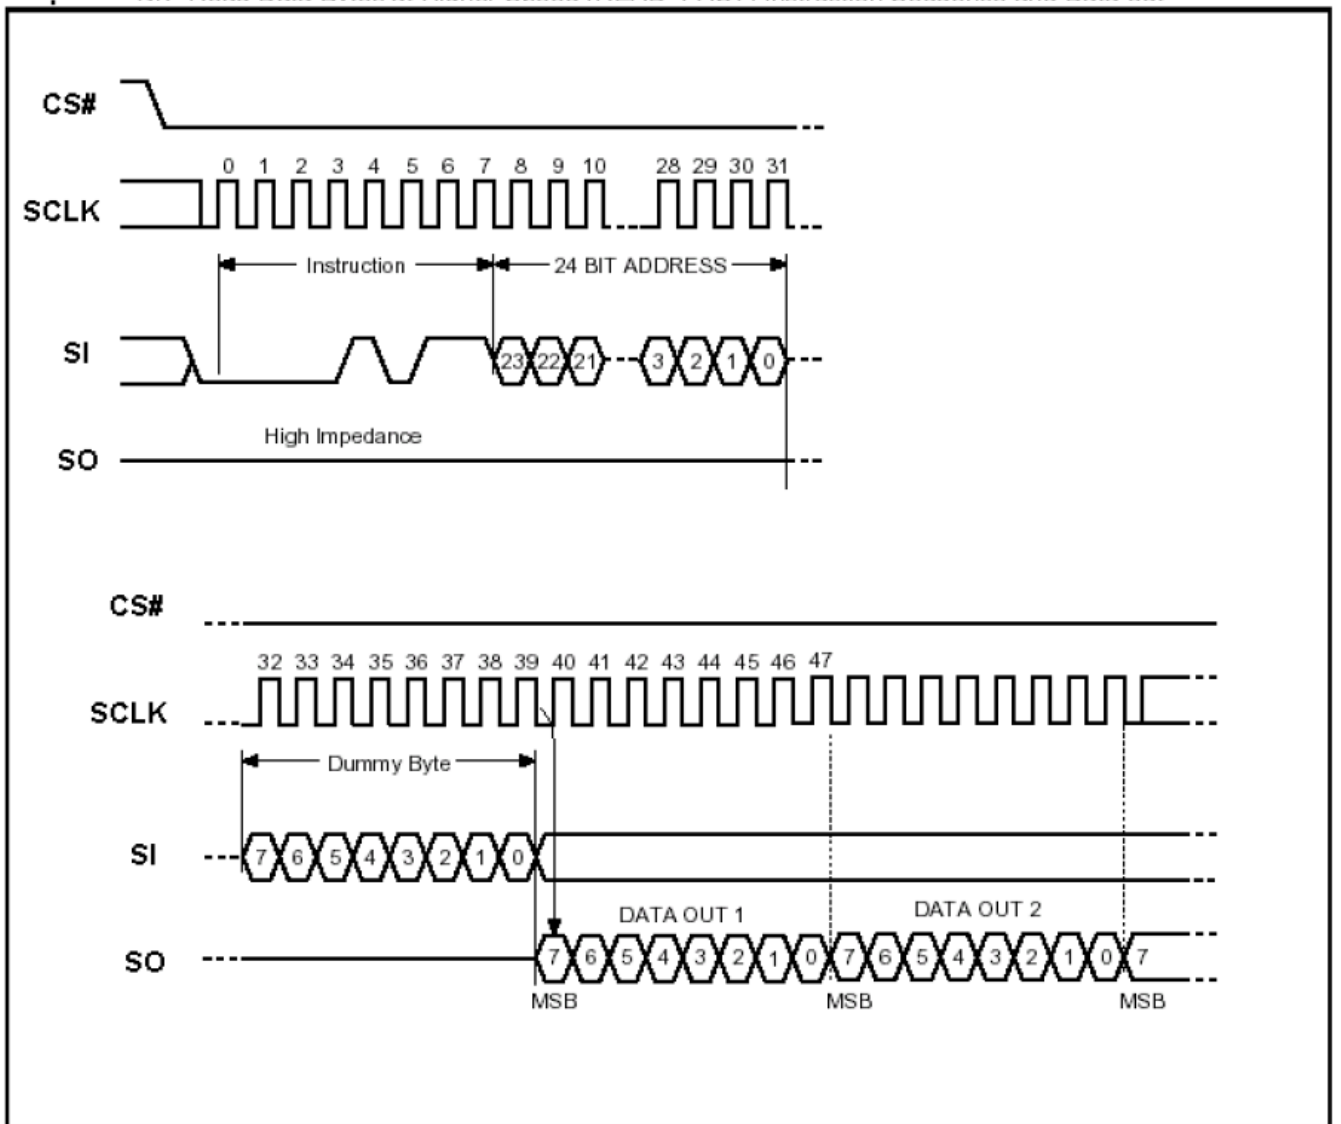 CS#
0 1 2 3 4 5 6 7 8 9 10 28 29 30 31
SCLK
Instruction 24 BIT ADDRESS
SI 23 22 21 3 2 1 0
High Impedance
SO
CS#
32 33 34 35 36 37 38 39 40 41 42 43 44 45 46 47
SCLK
Dummy Byte
SI 7 6 5 4 3 2 1 0
DATA OUT 1 DATA OUT 2
SO 7 6 5 4 3 2 1 0 7 6 5 4 3 2 1 0 7
MSB MSB MSB